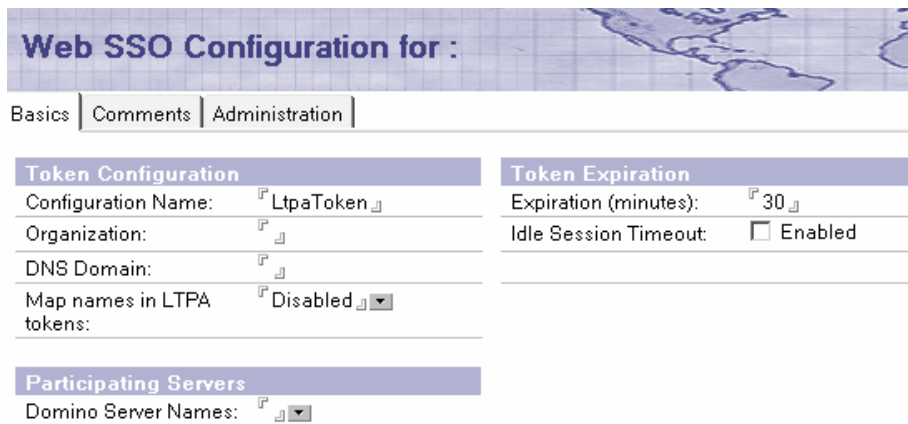 Web SSO Configuration for :
Basics Comments Administration
Token Configuration
Configuration Name: LtpaToken
Organization:
DNS Domain:
Map names in LTPA tokens: Disabled
Token Expiration
Expiration (minutes): 30
Idle Session Timeout: Enabled
Participating Servers
Domino Server Names: